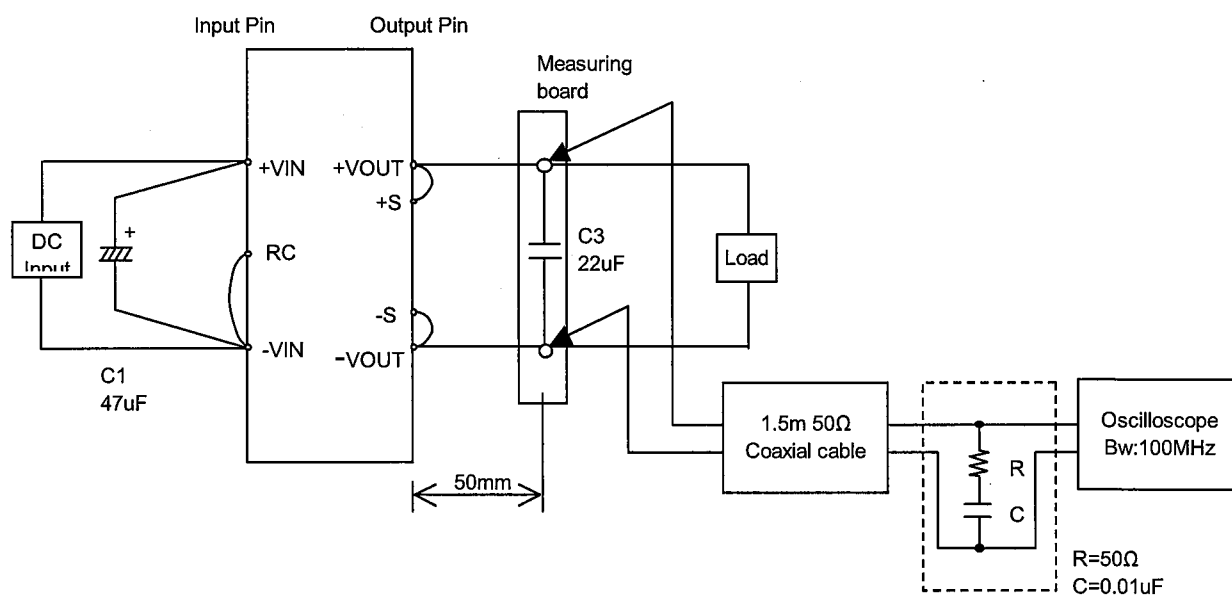 Input Pin
Output Pin
Measuring
board
+VIN
+VOUT
+S
DC
Input
+
RC
C3
22uF
Load
-S
-VIN
-VOUT
C1
47uF
1.5m 50Ω
Coaxial cable
Oscilloscope
Bw:100MHz
R
C
50mm
R=50Ω
C=0.01uF